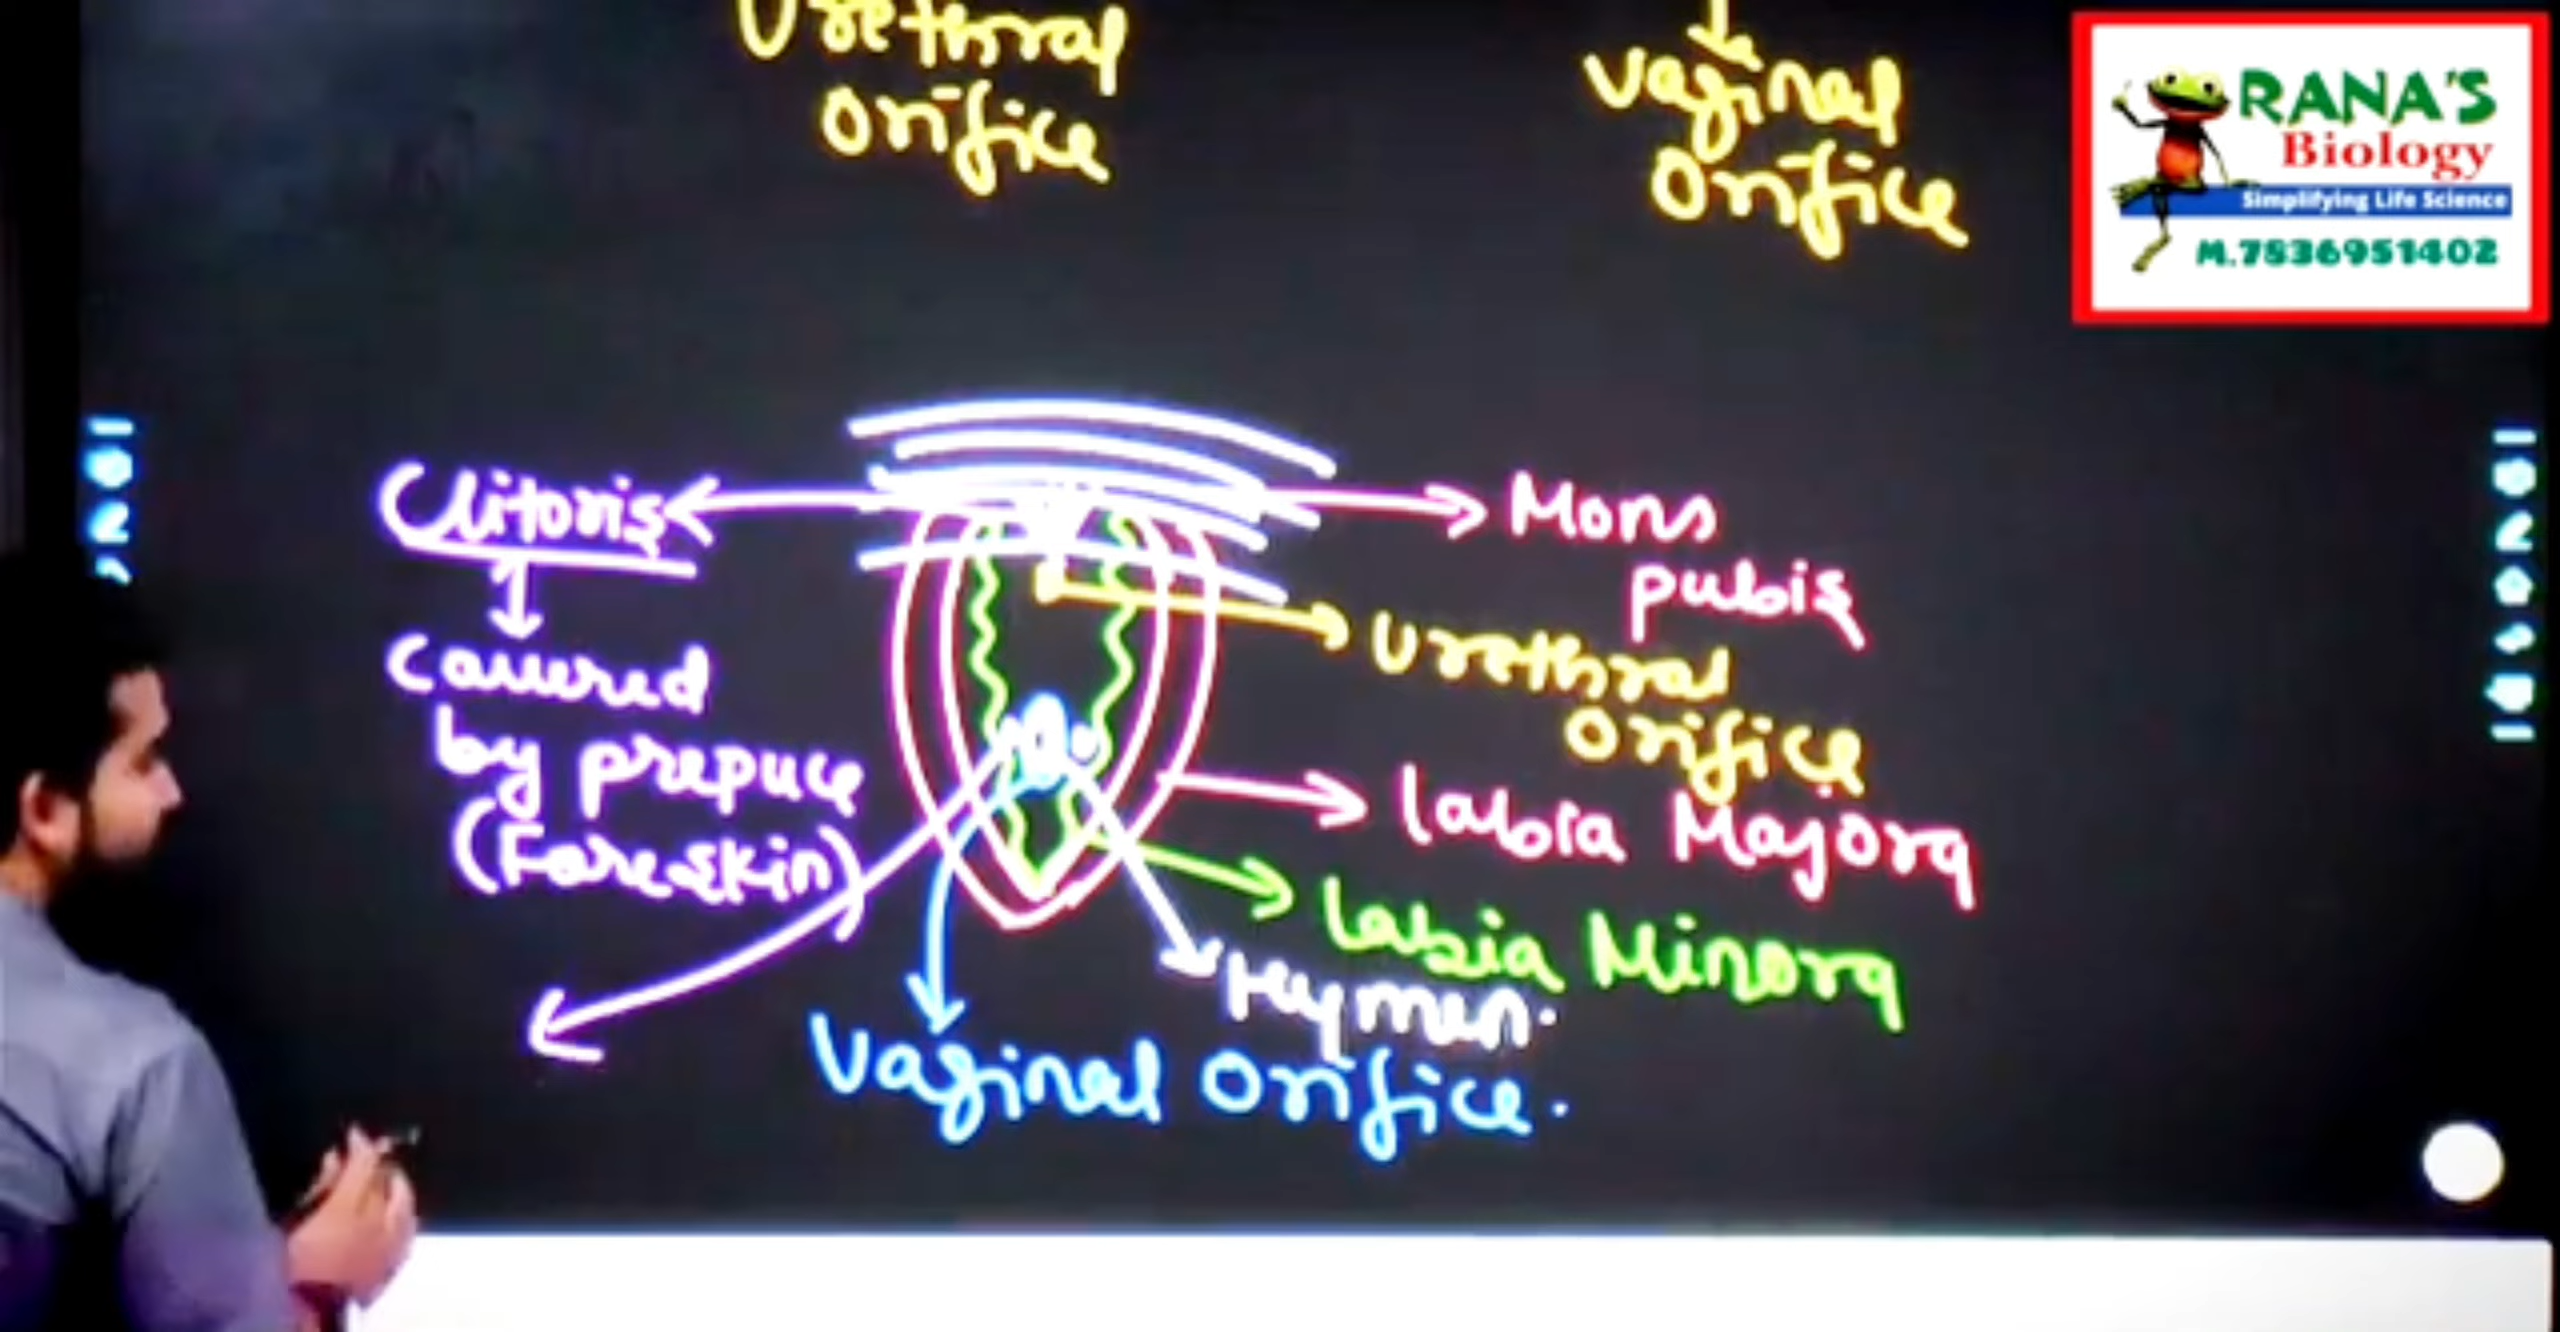 Urethral
Orifice
Vaginal
Orifice
RANA'S
Biology
Simplifying Life Science
M.7836951402
Clitoris
Covered
by prepuce
(Foreskin)
Mons
pubis
Urethral
Orifice
labia Majora
labia Minora
Hymen.
Vaginal Orifice.